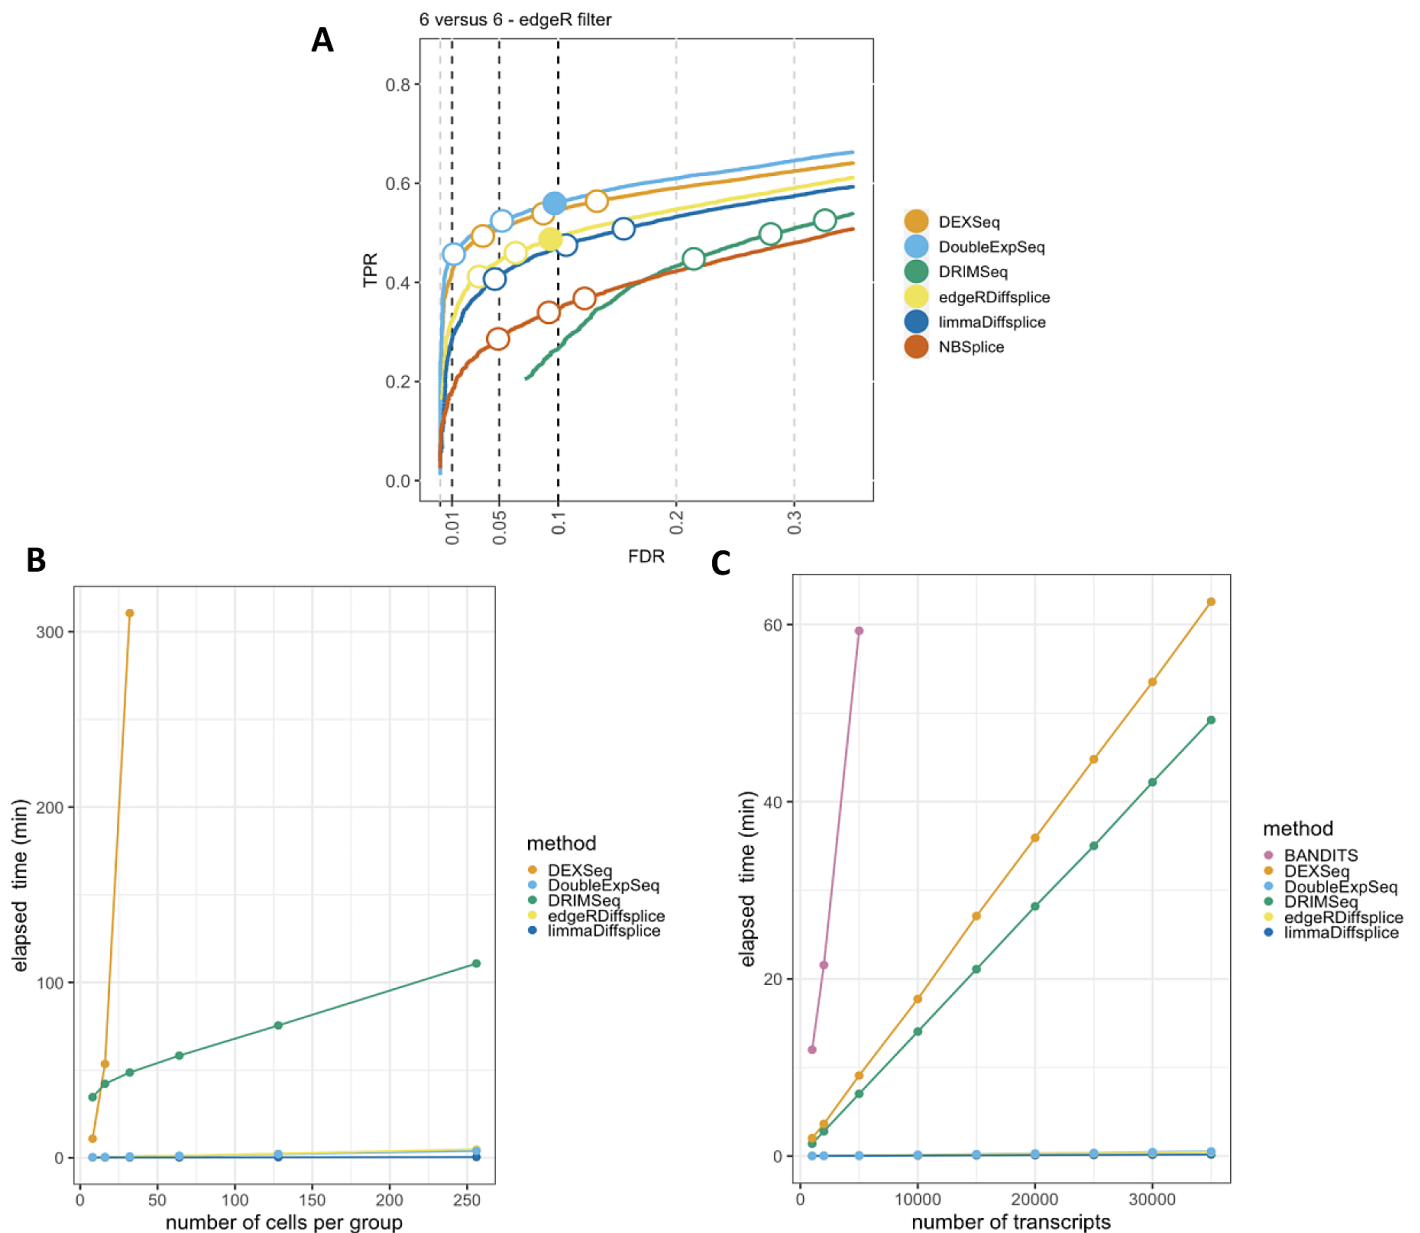 6 versus 6 - edgeR filter
A
0.8
0.6
0.4
0.2
0.0
TPR
0.01
0.05
0.1
0.2
0.3
FDR
DEXSeq
DoubleExpSeq
DRIMSeq
edgeRDiffsplice
limmaDiffsplice
NBSplice
B
300
200
100
0
elapsed time (min)
0
50
100
150
200
250
number of cells per group
method
DEXSeq
DoubleExpSeq
DRIMSeq
edgeRDiffsplice
limmaDiffsplice
C
60
40
20
0
elapsed time (min)
0
10000
20000
30000
number of transcripts
method
BANDITS
DEXSeq
DoubleExpSeq
DRIMSeq
edgeRDiffsplice
limmaDiffsplice